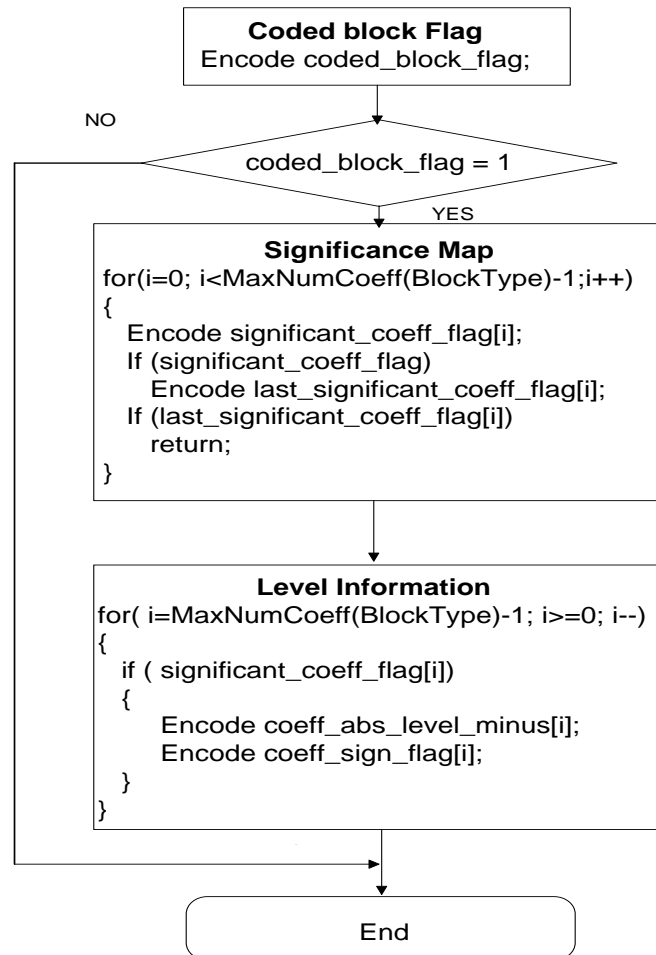 Coded block Flag
Encode coded_block_flag;
NO
coded_block_flag = 1
YES
Significance Map
for(i=0; i<MaxNumCoeff(BlockType)-1;i++)
{
Encode significant_coeff_flag[i];
If (significant_coeff_flag)
Encode last_significant_coeff_flag[i];
If (last_significant_coeff_flag[i])
return;
}
Level Information
for( i=MaxNumCoeff(BlockType)-1; i>=0; i--)
{
if ( significant_coeff_flag[i])
{
Encode coeff_abs_level_minus[i];
Encode coeff_sign_flag[i];
}
}
End